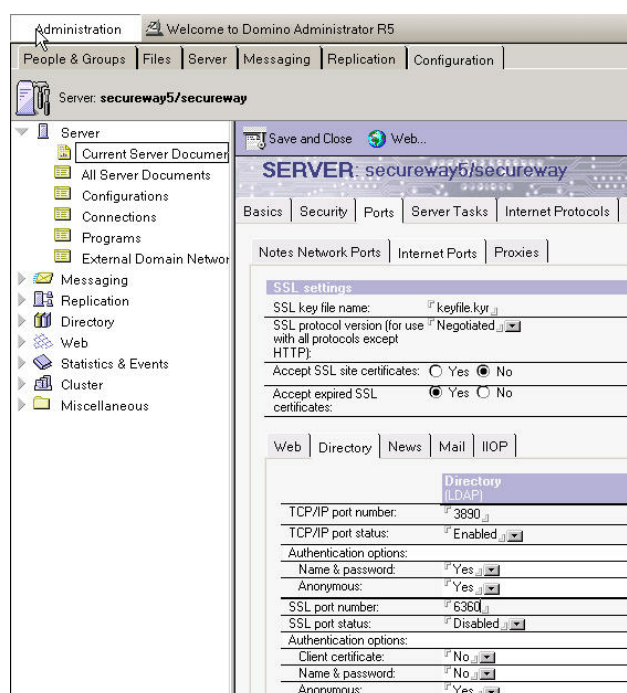 Administration Welcome to Domino Administrator R5
People & Groups Files Server Messaging Replication Configuration
Server: secureway5/secureway
Server
Current Server Documer
All Server Documents
Configurations
Connections
Programs
External Domain Networ
Messaging
Replication
Directory
Web
Statistics & Events
Cluster
Miscellaneous
Save and Close Web...
SERVER: secureway5/secureway
Basics Security Ports Server Tasks Internet Protocols
Notes Network Ports Internet Ports Proxies
SSL settings
SSL key file name: keyfile.kyr
SSL protocol version (for use Negotiated
with all protocols except
HTTP):
Accept SSL site certificates: Yes No
Accept expired SSL Yes No
certificates:
Web Directory News Mail IIOP
Directory
(LDAP)
TCP/IP port number: 3890
TCP/IP port status: Enabled
Authentication options:
Name & password: Yes
Anonymous: Yes
SSL port number: 6360
SSL port status: Disabled
Authentication options:
Client certificate: No
Name & password: No
Anonymous: Yes